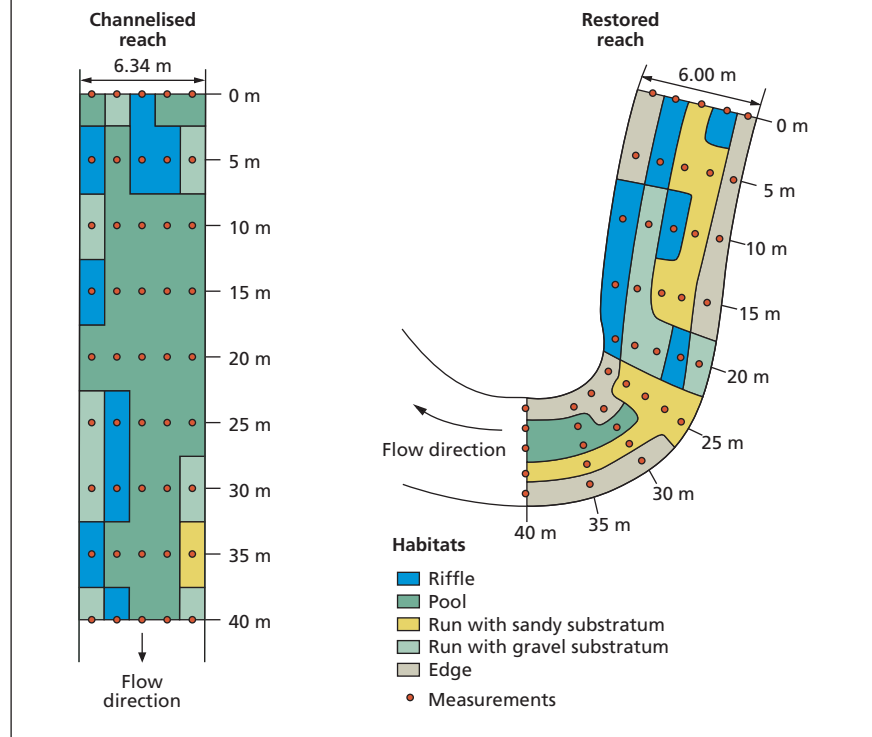 Channelised
reach
6.34 m
0 m
5 m
10 m
15 m
20 m
25 m
30 m
35 m
40 m
Flow
direction
Restored
reach
6.00 m
0 m
5 m
10 m
15 m
20 m
25 m
30 m
35 m
40 m
Flow direction
Habitats
Riffle
Pool
Run with sandy substratum
Run with gravel substratum
Edge
Measurements